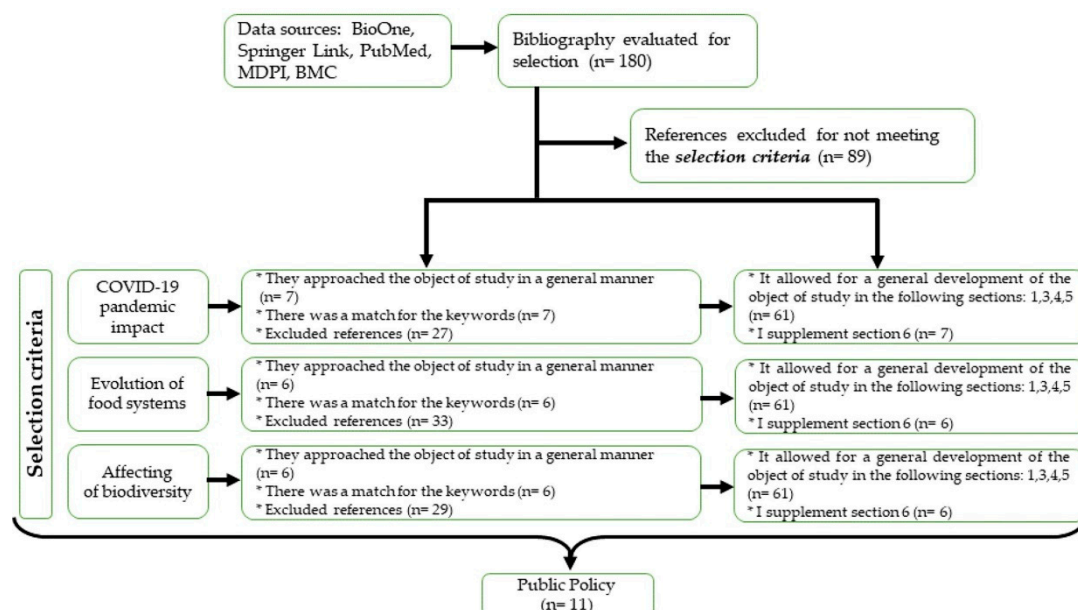 Data sources: BioOne,
Springer Link, PubMed,
MDPI, BMC
Bibliography evaluated for
selection (n= 180)
References excluded for not meeting
the selection criteria (n= 89)
Selection criteria
COVID-19
pandemic
impact
* They approached the object of study in a general manner
(n= 7)
* There was a match for the keywords (n= 7)
* Excluded references (n= 27)
* It allowed for a general development of the
object of study in the following sections: 1,3,4,5
(n= 61)
* I supplement section 6 (n= 7)
Evolution of
food systems
* They approached the object of study in a general manner
(n= 6)
* There was a match for the keywords (n= 6)
* Excluded references (n= 33)
* It allowed for a general development of the
object of study in the following sections: 1,3,4,5
(n= 61)
* I supplement section 6 (n= 6)
Affecting
of biodiversity
* They approached the object of study in a general manner
(n= 6)
* There was a match for the keywords (n= 6)
* Excluded references (n= 29)
* It allowed for a general development of the
object of study in the following sections: 1,3,4,5
(n= 61)
* I supplement section 6 (n= 6)
Public Policy
(n= 11)